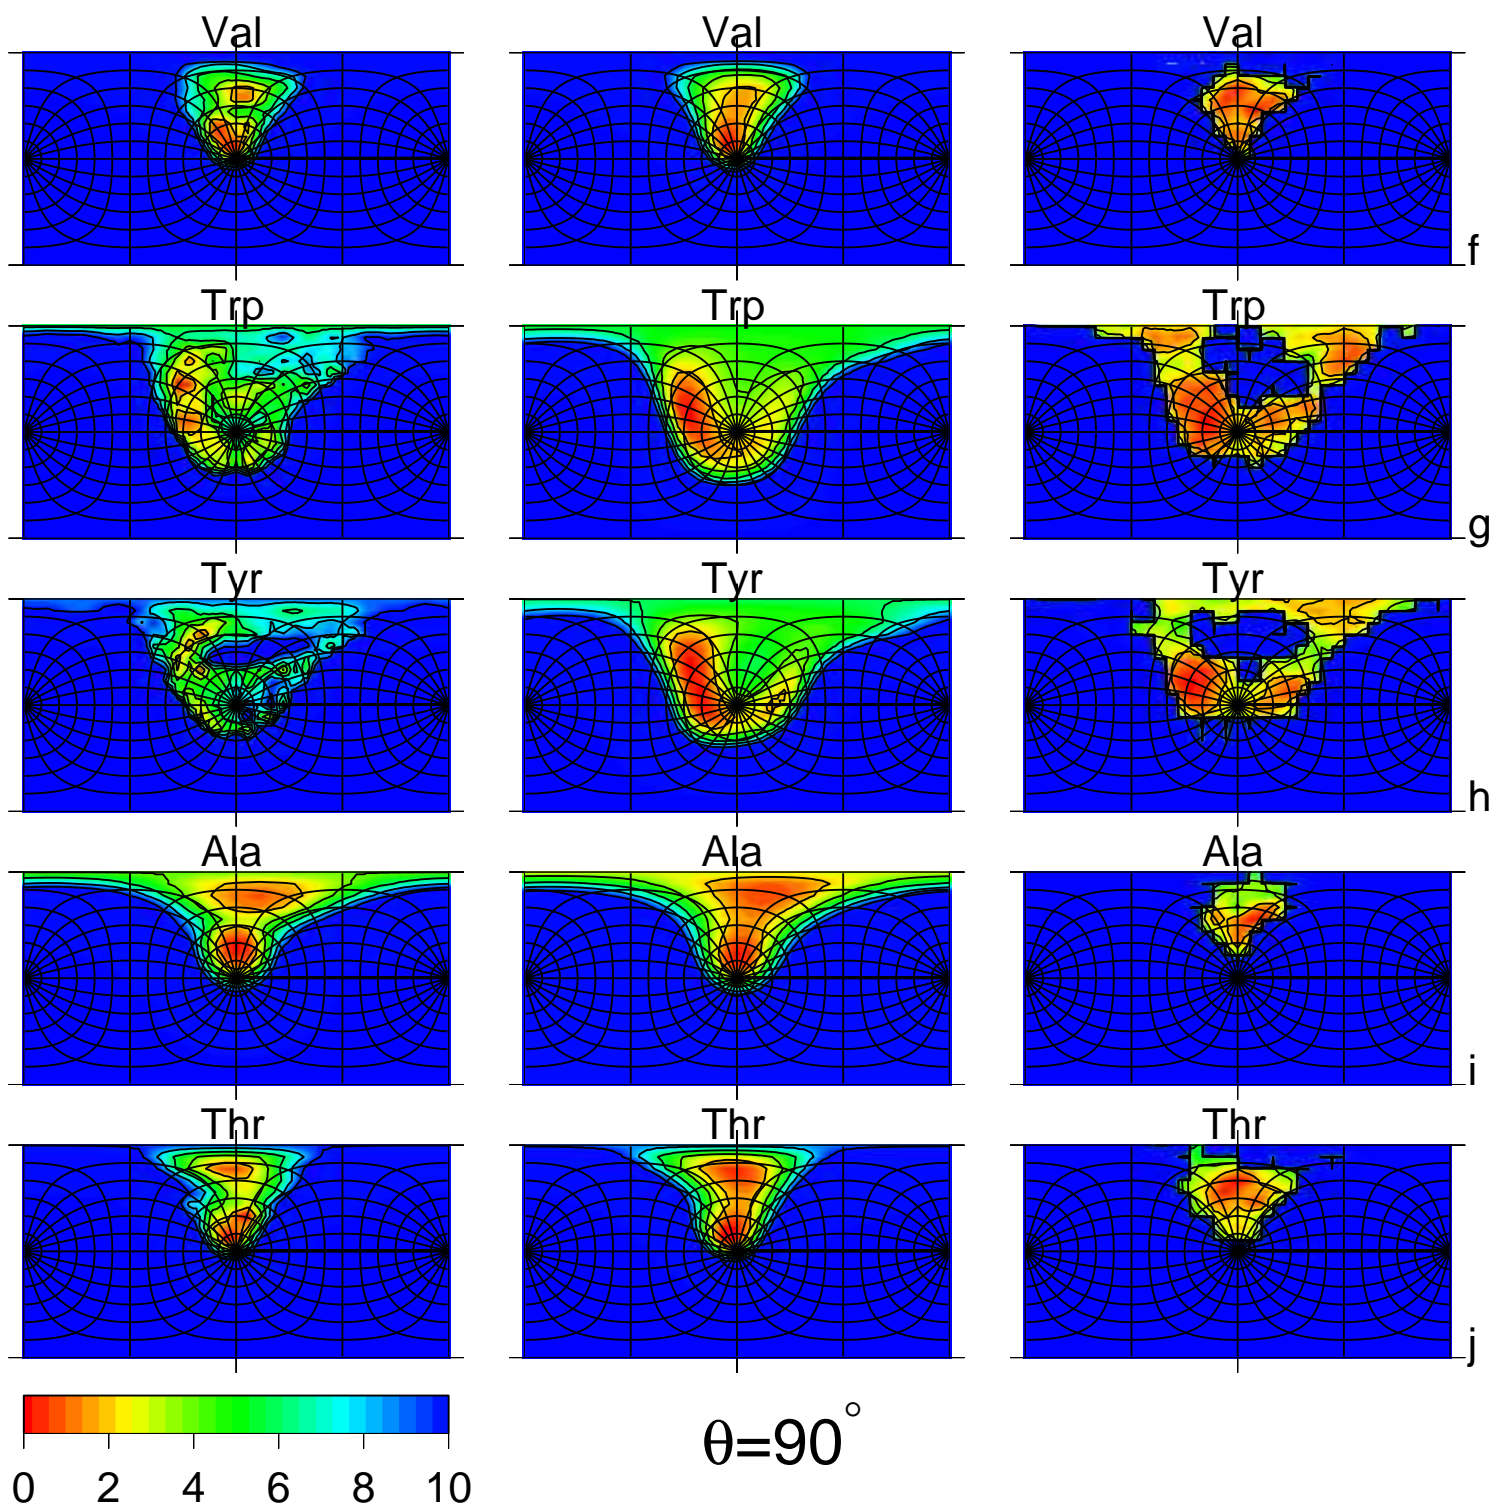 Val Val Val
f
Trp Trp Trp
g
Tyr Tyr Tyr
h
Ala Ala Ala
i
Thr Thr Thr
j
0 2 4 6 8 10
θ=90°